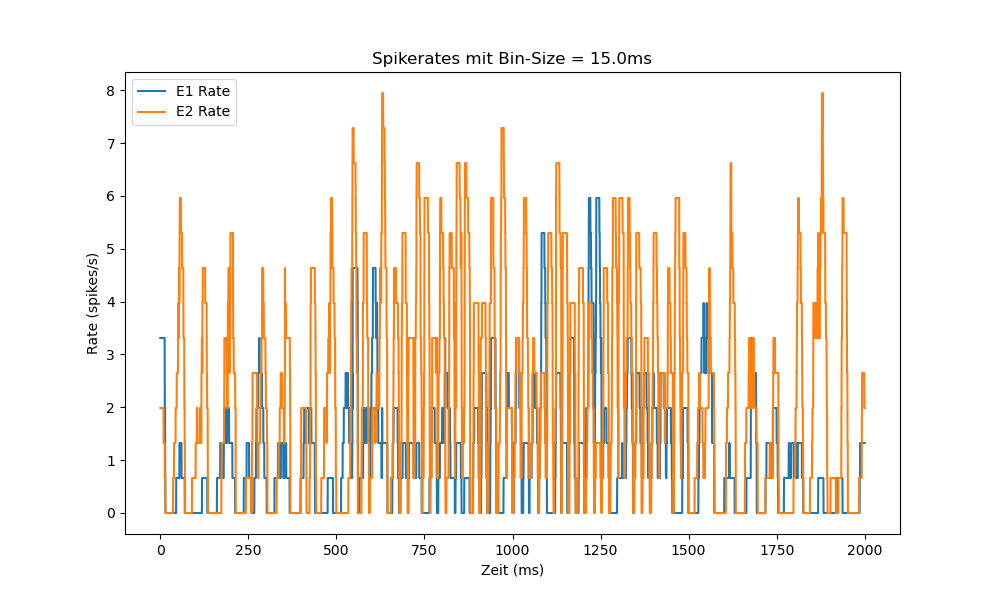 Spikerates mit Bin-Size = 15.0ms
E1 Rate
E2 Rate
8
7
6
5
4
3
2
1
0
Rate (spikes/s)
0 250 500 750 1000 1250 1500 1750 2000
Zeit (ms)